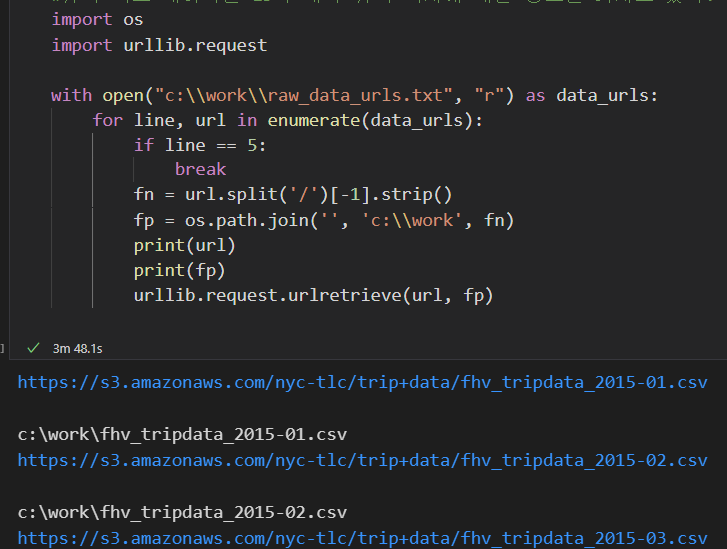 import os
import urllib.request
with open("c:\\work\\raw_data_urls.txt", "r") as data_urls:
for line, url in enumerate(data_urls):
if line == 5:
break
fn = url.split('/')[-1].strip()
fp = os.path.join('', 'c:\\work', fn)
print(url)
print(fp)
urllib.request.urlretrieve(url, fp)
] ✓ 3m 48.1s
https://s3.amazonaws.com/nyc-tlc/trip+data/fhv_tripdata_2015-01.csv
c:\work\fhv_tripdata_2015-01.csv
https://s3.amazonaws.com/nyc-tlc/trip+data/fhv_tripdata_2015-02.csv
c:\work\fhv_tripdata_2015-02.csv
https://s3.amazonaws.com/nyc-tlc/trip+data/fhv_tripdata_2015-03.csv